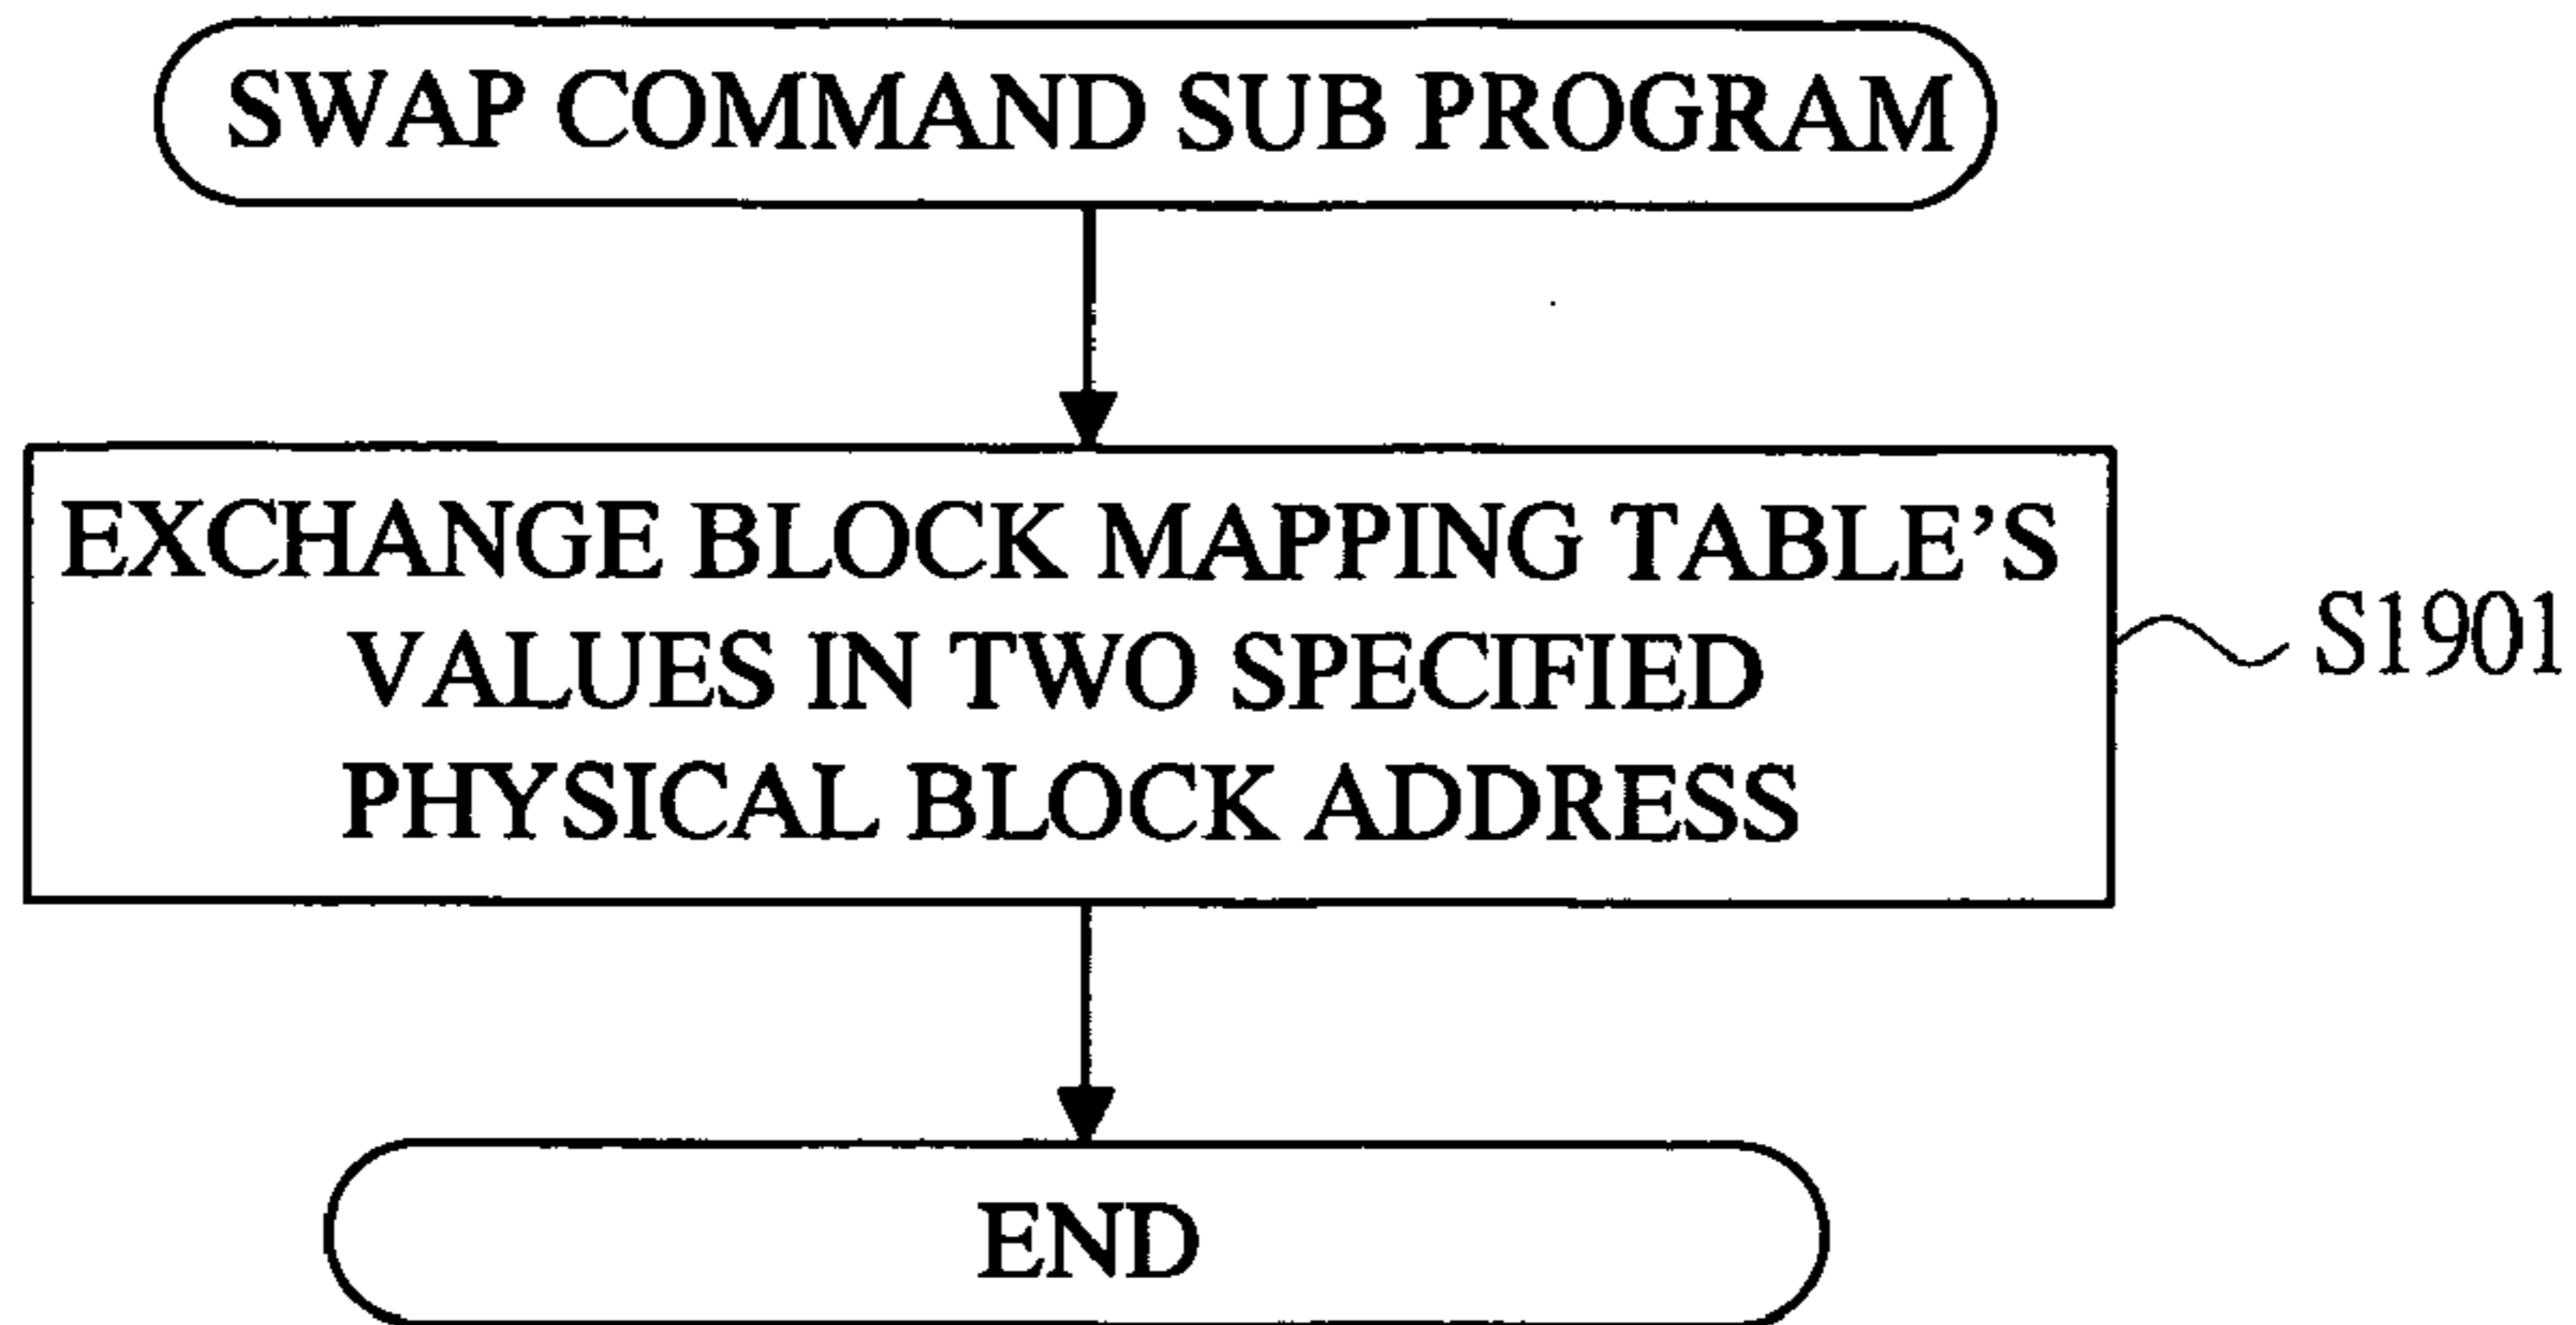 SWAP COMMAND SUB PROGRAM
EXCHANGE BLOCK MAPPING TABLE’S
VALUES IN TWO SPECIFIED
PHYSICAL BLOCK ADDRESS
S1901
END